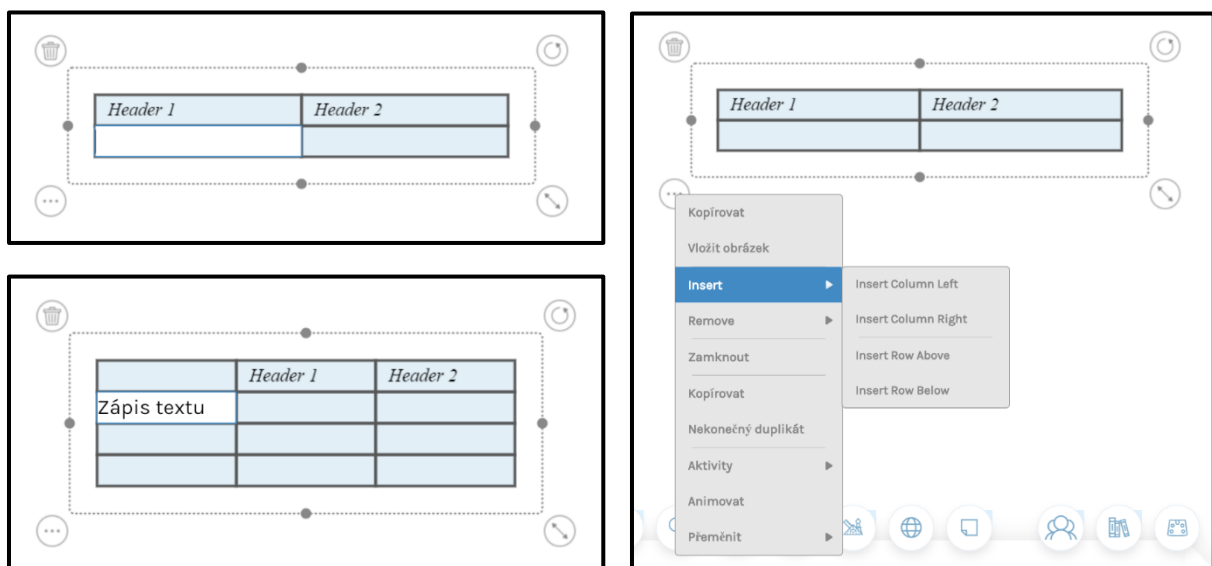 Header 1 Header 2
Header 1 Header 2
Zápis textu
Header 1 Header 2
Kopírovat
Vložit obrázek
Insert
Remove
Zamknout
Kopírovat
Nekonečný duplikát
Aktivity
Animovat
Přeměnit
Insert Column Left
Insert Column Right
Insert Row Above
Insert Row Below